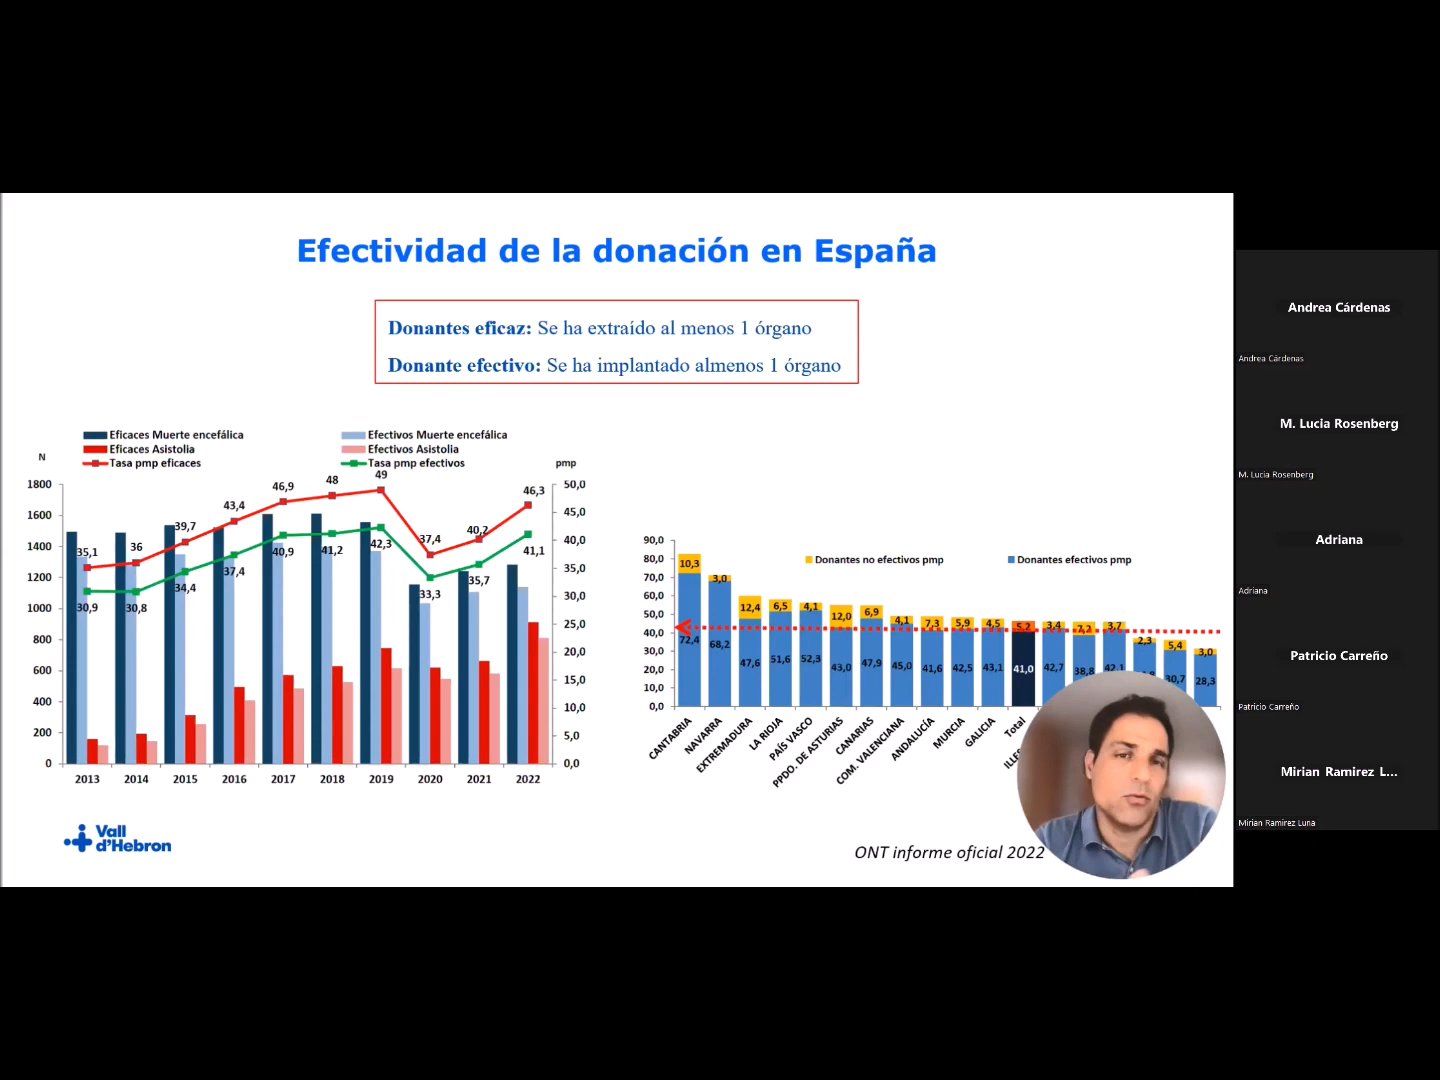 Efectividad de la donación en España
Donantes eficaz: Se ha extraído al menos 1 órgano
Donante efectivo: Se ha implantado almenos 1 órgano
Eficaces Muerte encefálica
Efectivos Muerte encefálica
Eficaces Asistolia
Efectivos Asistolia
Tasa pmp eficaces
Tasa pmp efectivos
N
pmp
1800
1600
1400
1200
1000
800
600
400
200
0
50,0
45,0
40,0
35,0
30,0
25,0
20,0
15,0
10,0
5,0
0,0
35,1 36 39,7 43,4 46,9 48 49 37,4 40,2 46,3
30,9 30,8 34,4 37,4 40,9 41,2 42,3 33,3 35,7 41,1
2013 2014 2015 2016 2017 2018 2019 2020 2021 2022
Donantes no efectivos pmp
Donantes efectivos pmp
90,0
80,0
70,0
60,0
50,0
40,0
30,0
20,0
10,0
0,0
10,3 3,0 12,4 6,5 4,1 12,0 6,9 4,1 7,3 5,9 4,5 5,2 3,4 7,2 3,7 2,3 5,4 3,0
72,4 68,2 47,6 51,6 52,3 43,0 47,9 45,0 41,6 42,5 43,1 41,0 42,7 38,8 42,1 30,7 28,3
CANTABRIA
NAVARRA
EXTREMADURA
LA RIOJA
PAÍS VASCO
PPDO. DE ASTURIAS
CANARIAS
COM. VALENCIANA
ANDALUCÍA
MURCIA
GALICIA
Total
Vall
d'Hebron
ONT informe oficial 2022
Andrea Cárdenas
Andrea Cárdenas
M. Lucia Rosenberg
M. Lucia Rosenberg
Adriana
Adriana
Patricio Carreño
Patricio Carreño
Mirian Ramirez L...
Mirian Ramirez Luna